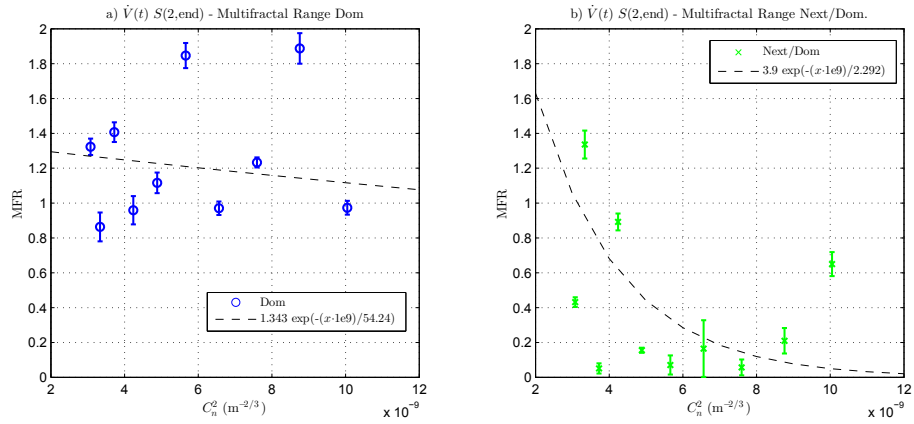 a) V̇(t) S(2,end) - Multifractal Range Dom
2
1.8
1.6
1.4
1.2
1
0.8
0.6
0.4
0.2
0
MFR
Dom
1.343 exp(-(x·1e9)/54.24)
2 4 6 8 10 12
C_n^2 (m^{-2/3})
x 10^{-9}
b) V̇(t) S(2,end) - Multifractal Range Next/Dom.
2
1.8
1.6
1.4
1.2
1
0.8
0.6
0.4
0.2
0
MFR
Next/Dom
3.9 exp(-(x·1e9)/2.292)
2 4 6 8 10 12
C_n^2 (m^{-2/3})
x 10^{-9}